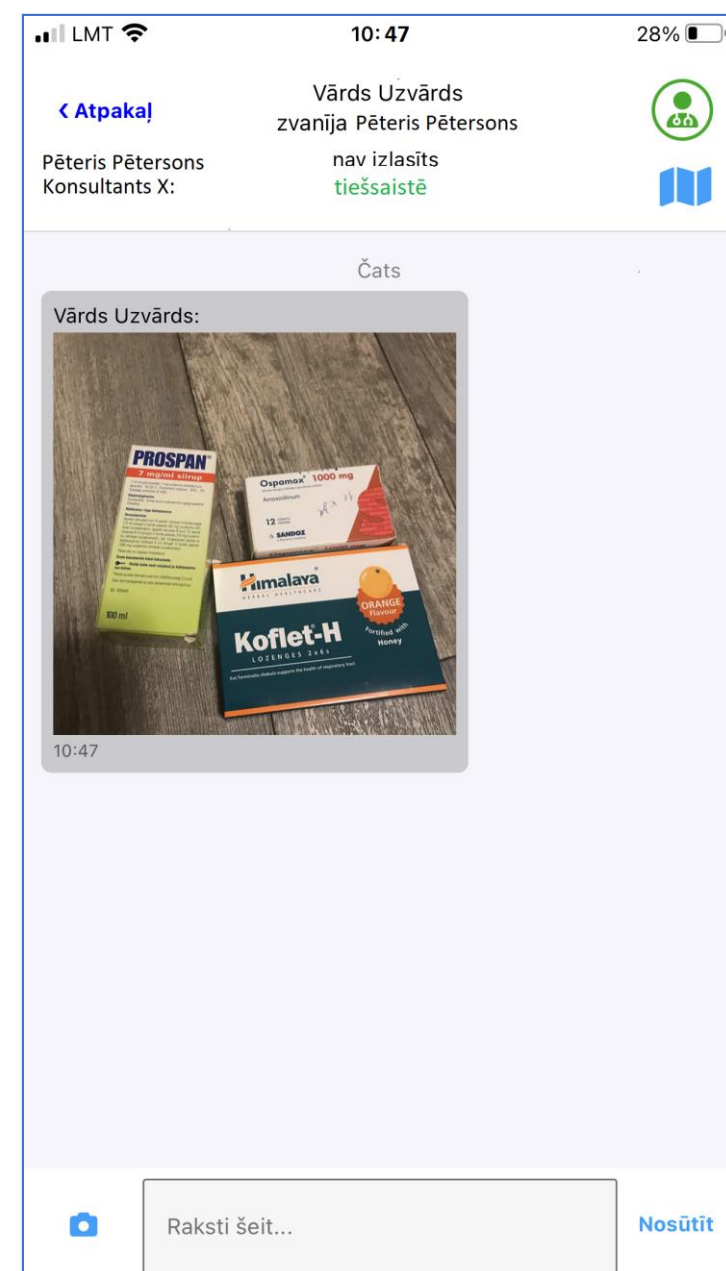 LMT
10:47
28%
Vārds Uzvārds
‹ Atpakaļ
zvanīja Pēteris Pētersons
Pēteris Pētersons
nav izlasīts
Konsultants X:
tiešsaistē
Čats
Vārds Uzvārds:
PROSPAN®
7 mg/ml siirup
100 ml
Ospamox® 1000 mg
Amoxicillinum
12
SANDOZ
Himalaya
HERBAL HEALTHCARE
ORANGE
Flavour
Fortified with
Honey
Koflet-H
LOZENGES 2x6s
10:47
Raksti šeit...
Nosūtīt